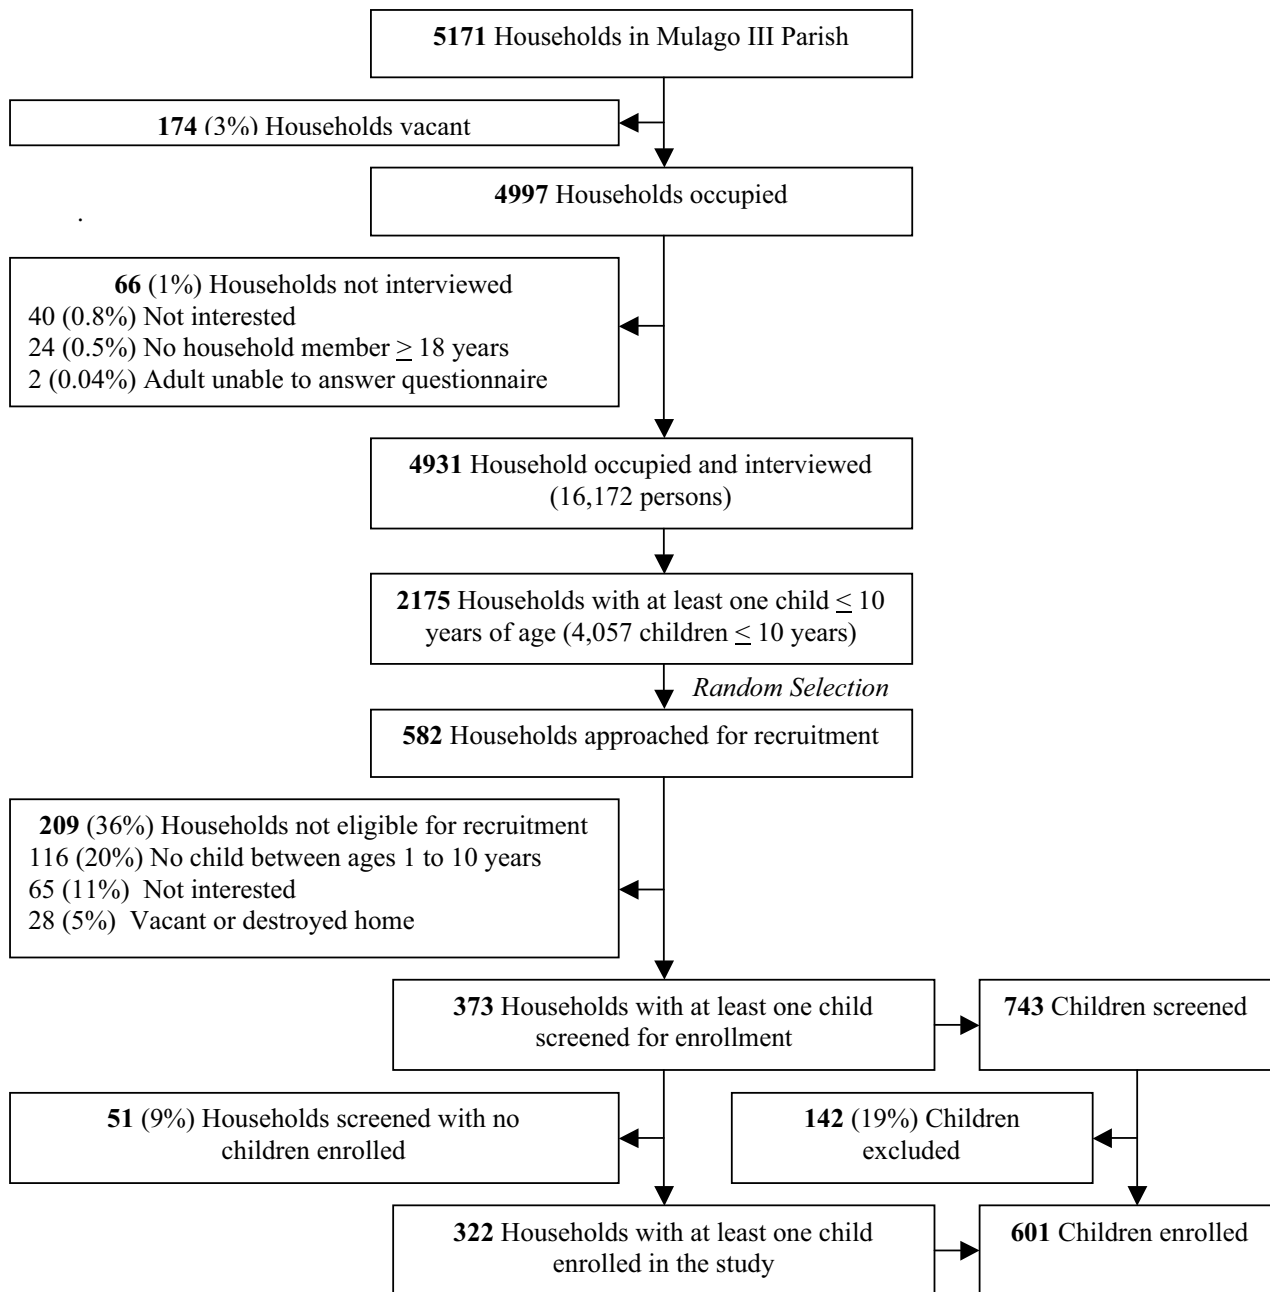 5171 Households in Mulago III Parish
174 (3%) Households vacant
4997 Households occupied
.
66 (1%) Households not interviewed
40 (0.8%) Not interested
24 (0.5%) No household member ≥ 18 years
2 (0.04%) Adult unable to answer questionnaire
4931 Household occupied and interviewed
(16,172 persons)
2175 Households with at least one child ≤ 10
years of age (4,057 children ≤ 10 years)
Random Selection
582 Households approached for recruitment
209 (36%) Households not eligible for recruitment
116 (20%) No child between ages 1 to 10 years
65 (11%) Not interested
28 (5%) Vacant or destroyed home
373 Households with at least one child
screened for enrollment
743 Children screened
51 (9%) Households screened with no
children enrolled
142 (19%) Children
excluded
322 Households with at least one child
enrolled in the study
601 Children enrolled